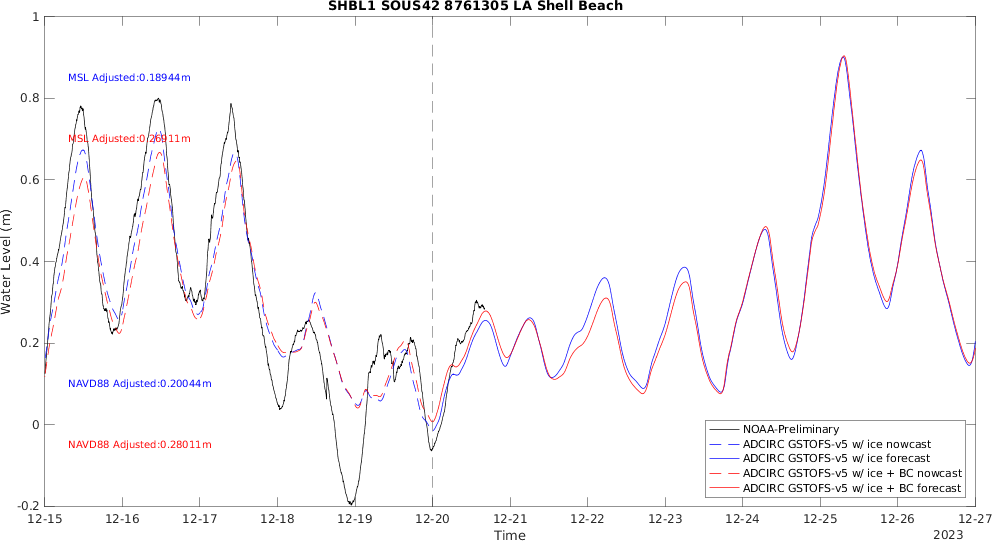 SHBL1 SOUS42 8761305 LA Shell Beach
1
MSL Adjusted:0.18944m
0.8
MSL Adjusted:0.26911m
0.6
Water Level (m)
0.4
0.2
NAVD88 Adjusted:0.20044m
0
NAVD88 Adjusted:0.28011m
NOAA-Preliminary
ADCIRC GSTOFS-v5 w/ ice nowcast
ADCIRC GSTOFS-v5 w/ ice forecast
ADCIRC GSTOFS-v5 w/ ice + BC nowcast
ADCIRC GSTOFS-v5 w/ ice + BC forecast
-0.2
12-15 12-16 12-17 12-18 12-19 12-20 12-21 12-22 12-23 12-24 12-25 12-26 12-27
Time
2023